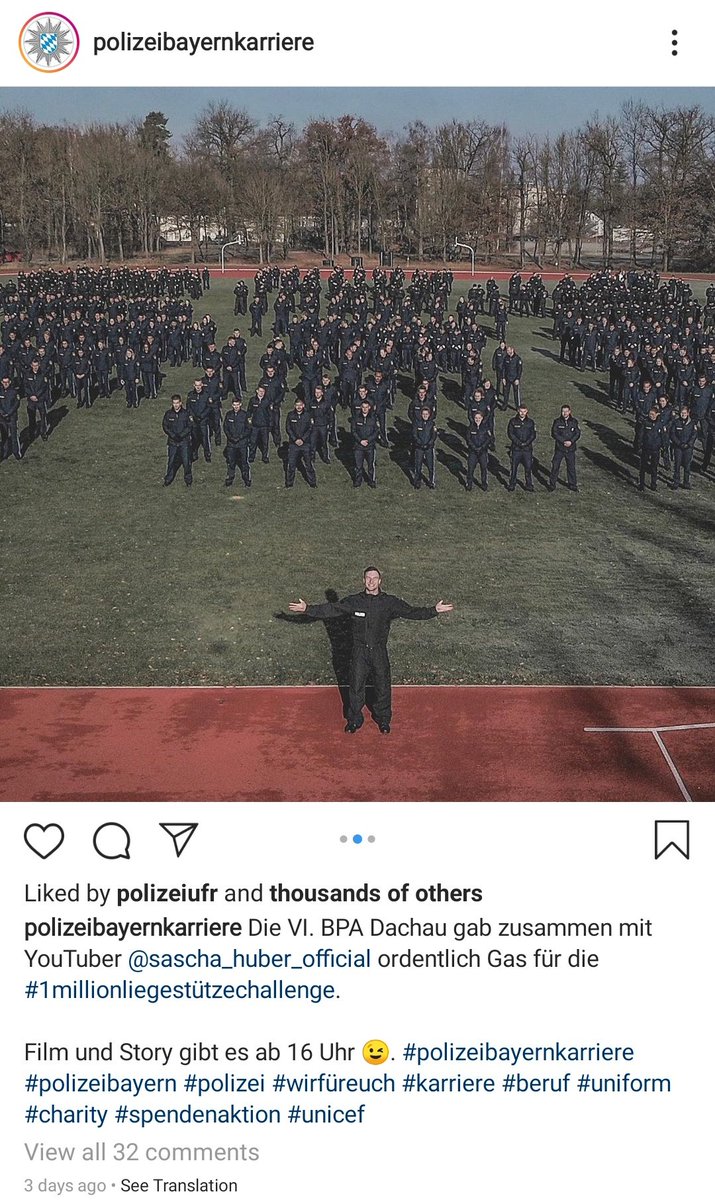 polizeibayernkarriere
Liked by polizeiufr and thousands of others
polizeibayernkarriere Die VI. BPA Dachau gab zusammen mit
YouTuber @sascha_huber_official ordentlich Gas für die
#1millionliegestützechallenge.
Film und Story gibt es ab 16 Uhr 😉. #polizeibayernkarriere
#polizeibayern #polizei #wirfüreuch #karriere #beruf #uniform
#charity #spendenaktion #unicef
View all 32 comments
3 days ago • See Translation